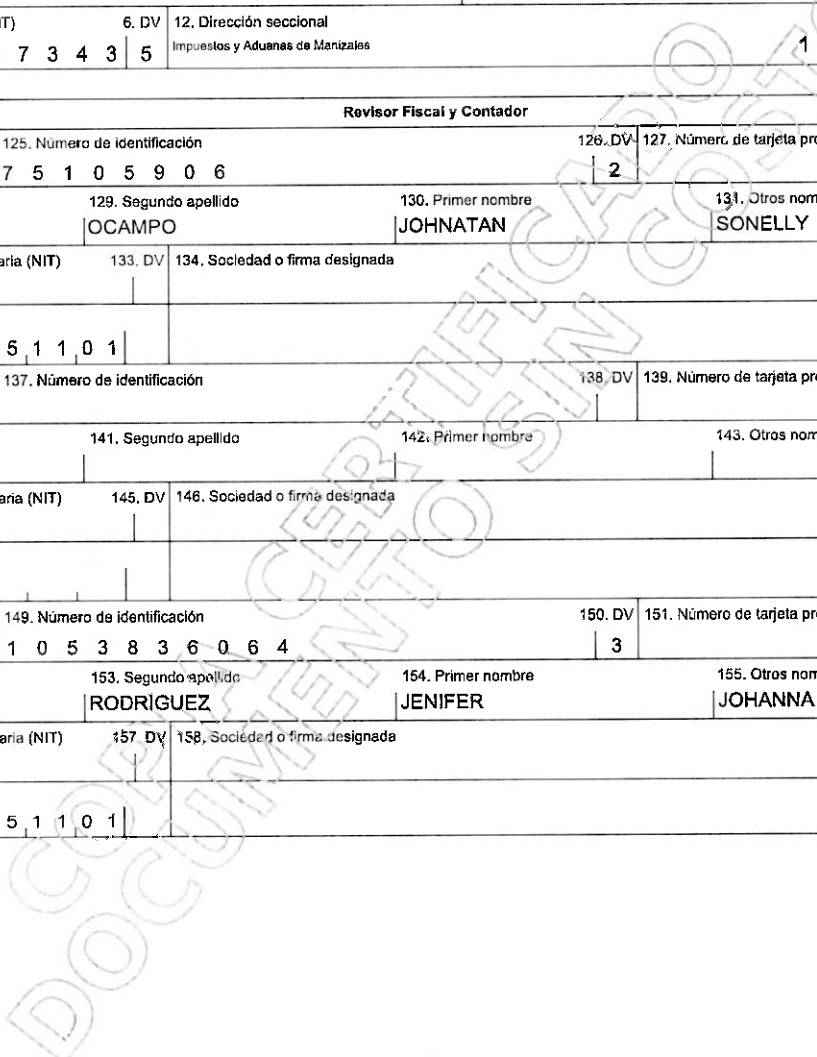 IT) 6. DV 12. Dirección seccional
7 3 4 3 5 Impuestos y Aduanas de Manizales 1
Revisor Fiscal y Contador
125. Número de identificación 126. DV 127. Número de tarjeta pro
7 5 1 0 5 9 0 6 2
129. Segundo apellido 130. Primer nombre 131. Otros nom
OCAMPO JOHNATAN SONELLY
aria (NIT) 133. DV 134. Sociedad o firma designada
5 1 1 0 1
137. Número de identificación 138. DV 139. Número de tarjeta pro
141. Segundo apellido 142. Primer nombre 143. Otros nom
aria (NIT) 145. DV 146. Sociedad o firma designada
149. Número de identificación 150. DV 151. Número de tarjeta pro
1 0 5 3 8 3 6 0 6 4 3
153. Segundo apellido 154. Primer nombre 155. Otros nom
RODRIGUEZ JENIFER JOHANNA
aria (NIT) 157. DV 158. Sociedad o firma designada
5 1 1 0 1
COPIA CERTIFICADO
DOCUMENTO SIN COSTO